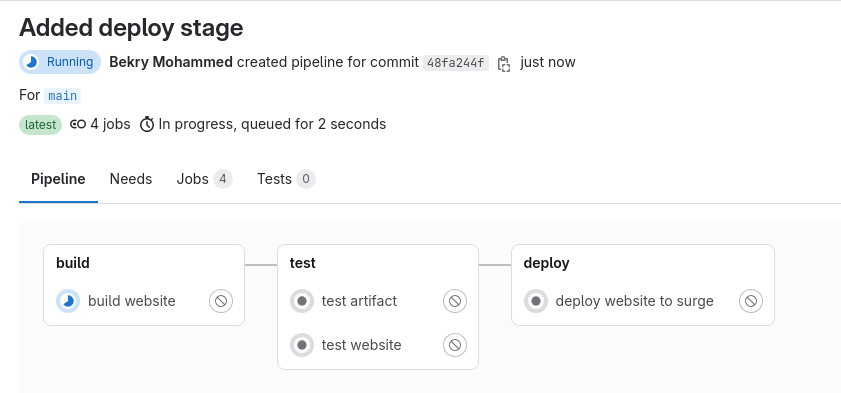 Added deploy stage
Running Bekry Mohammed created pipeline for commit 48fa244f just now
For main
latest 4 jobs In progress, queued for 2 seconds
Pipeline Needs Jobs 4 Tests 0
build
build website
test
test artifact
test website
deploy
deploy website to surge